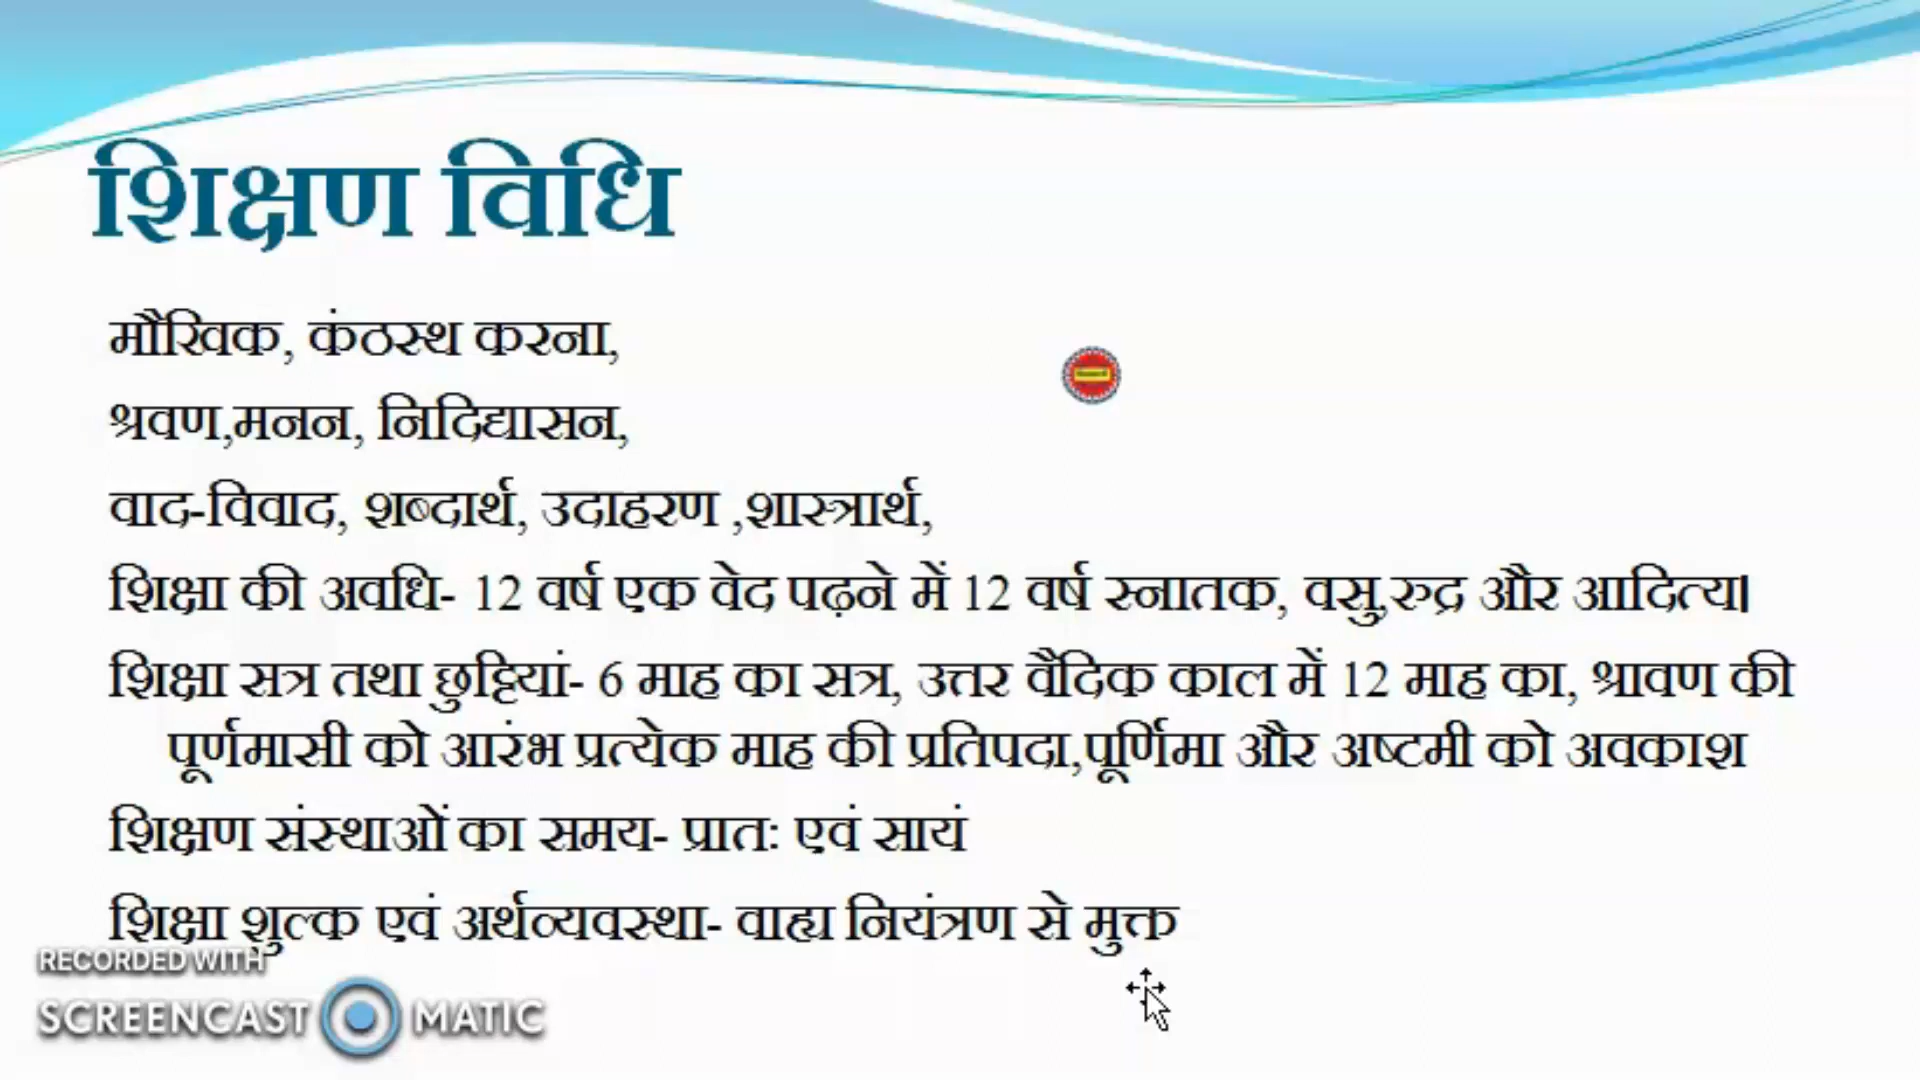 शिक्षण विधि
मौखिक, कंठस्थ करना,
श्रवण,मनन, निदिद्यासन,
वाद-विवाद, शब्दार्थ, उदाहरण ,शास्त्रार्थ,
शिक्षा की अवधि- 12 वर्ष एक वेद पढ़ने में 12 वर्ष स्नातक, वसु,रुद्र और आदित्य।
शिक्षा सत्र तथा छुट्टियां- 6 माह का सत्र, उत्तर वैदिक काल में 12 माह का, श्रावण की
पूर्णमासी को आरंभ प्रत्येक माह की प्रतिपदा,पूर्णिमा और अष्टमी को अवकाश
शिक्षण संस्थाओं का समय- प्रातः एवं सायं
शिक्षा शुल्क एवं अर्थव्यवस्था- वाह्य नियंत्रण से मुक्त
RECORDED WITH
SCREENCAST MATIC